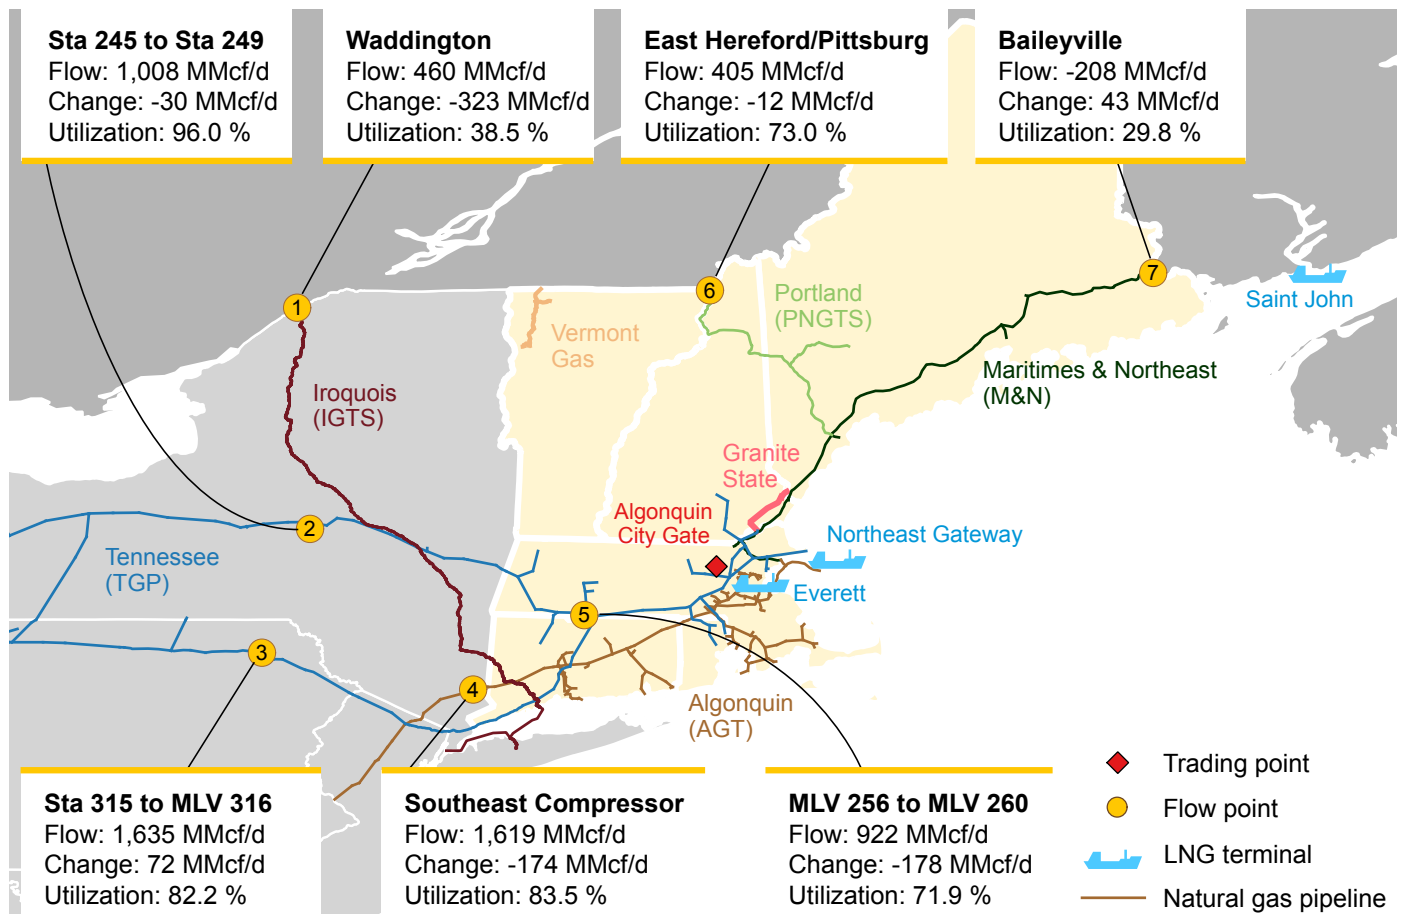 Sta 245 to Sta 249
Flow: 1,008 MMcf/d
Change: -30 MMcf/d
Utilization: 96.0 %
Waddington
Flow: 460 MMcf/d
Change: -323 MMcf/d
Utilization: 38.5 %
East Hereford/Pittsburg
Flow: 405 MMcf/d
Change: -12 MMcf/d
Utilization: 73.0 %
Baileyville
Flow: -208 MMcf/d
Change: 43 MMcf/d
Utilization: 29.8 %
7
6
1
Saint John
Portland
(PNGTS)
Vermont
Gas
Maritimes & Northeast
(M&N)
Iroquois
(IGTS)
Granite
State
Algonquin
City Gate
2
Northeast Gateway
Tennessee
(TGP)
Everett
5
3
4
Algonquin
(AGT)
Sta 315 to MLV 316
Flow: 1,635 MMcf/d
Change: 72 MMcf/d
Utilization: 82.2 %
Southeast Compressor
Flow: 1,619 MMcf/d
Change: -174 MMcf/d
Utilization: 83.5 %
MLV 256 to MLV 260
Flow: 922 MMcf/d
Change: -178 MMcf/d
Utilization: 71.9 %
Trading point
Flow point
LNG terminal
Natural gas pipeline